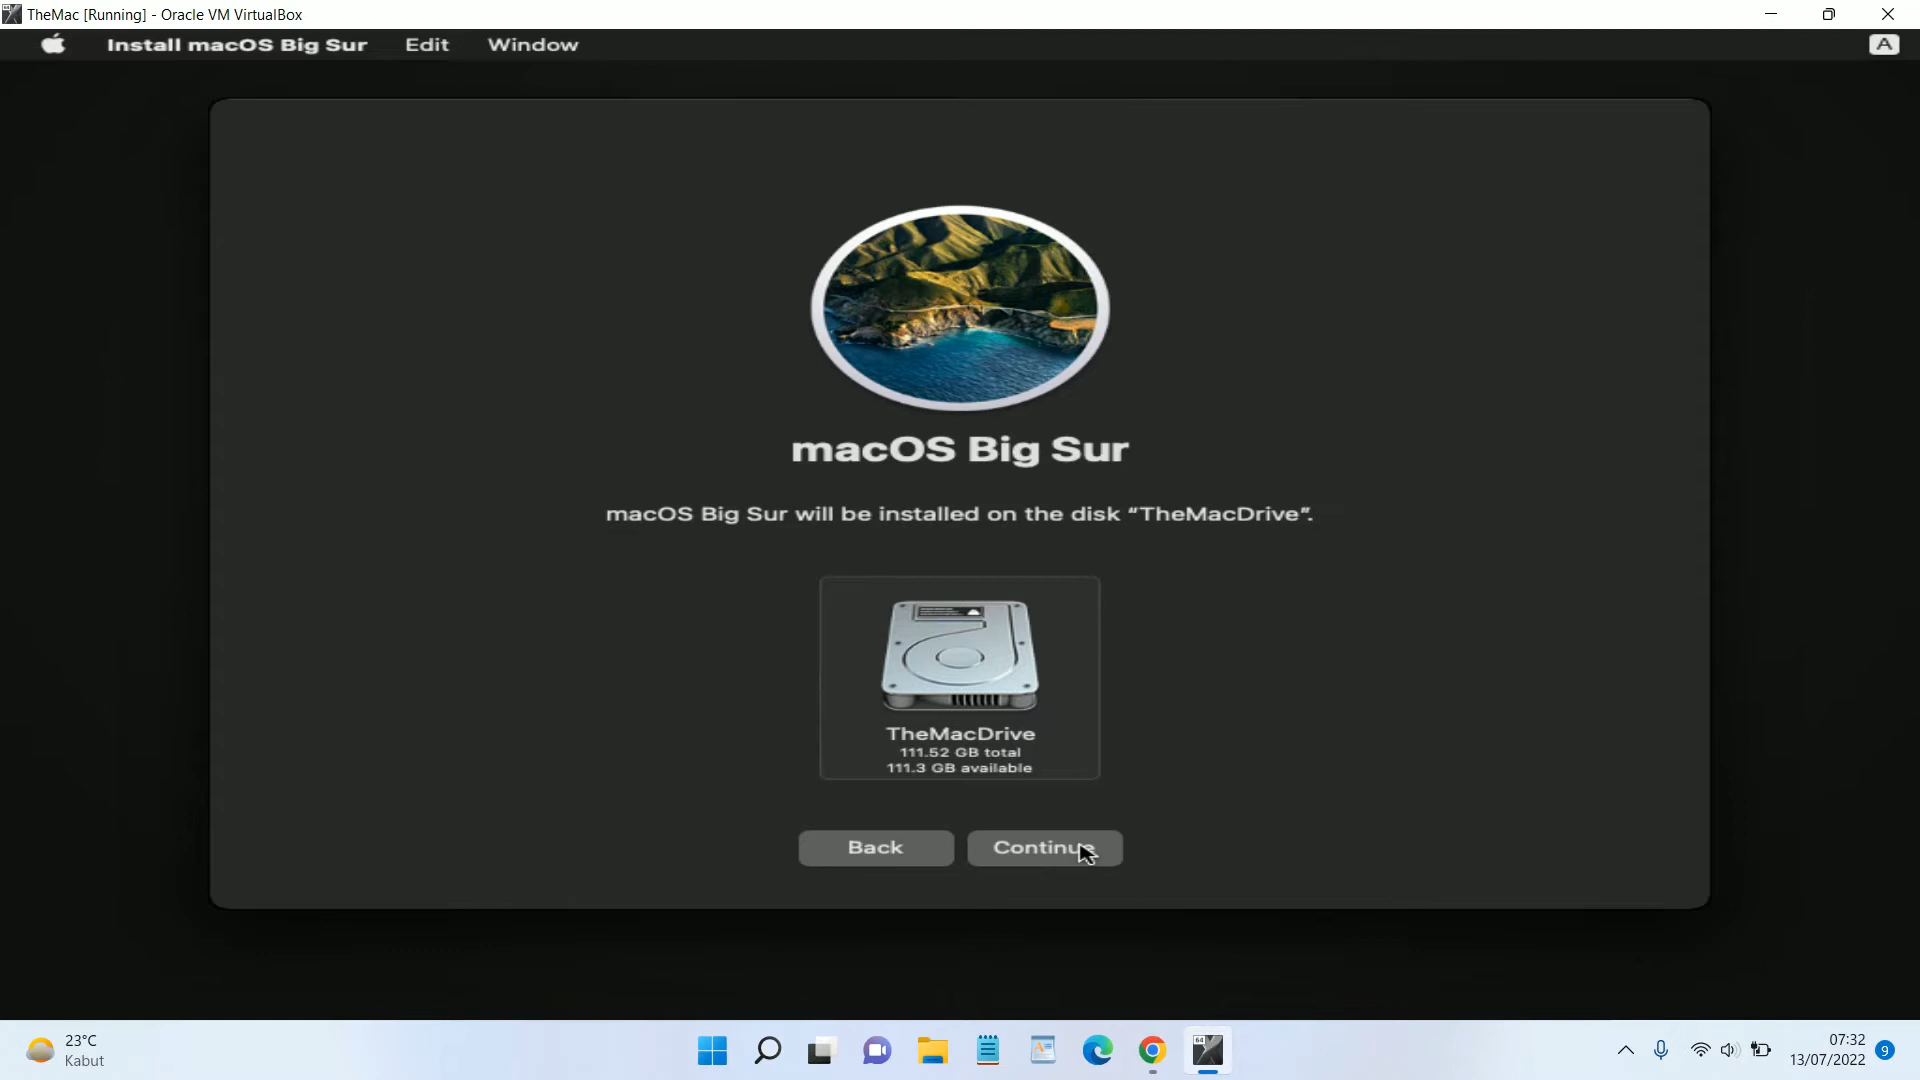 TheMac [Running] - Oracle VM VirtualBox
Install macOS Big Sur Edit Window
A
macOS Big Sur
macOS Big Sur will be installed on the disk “TheMacDrive”.
TheMacDrive
111.52 GB total
111.3 GB available
Back Continue
23°C
Kabut
64
07:32
13/07/2022
9